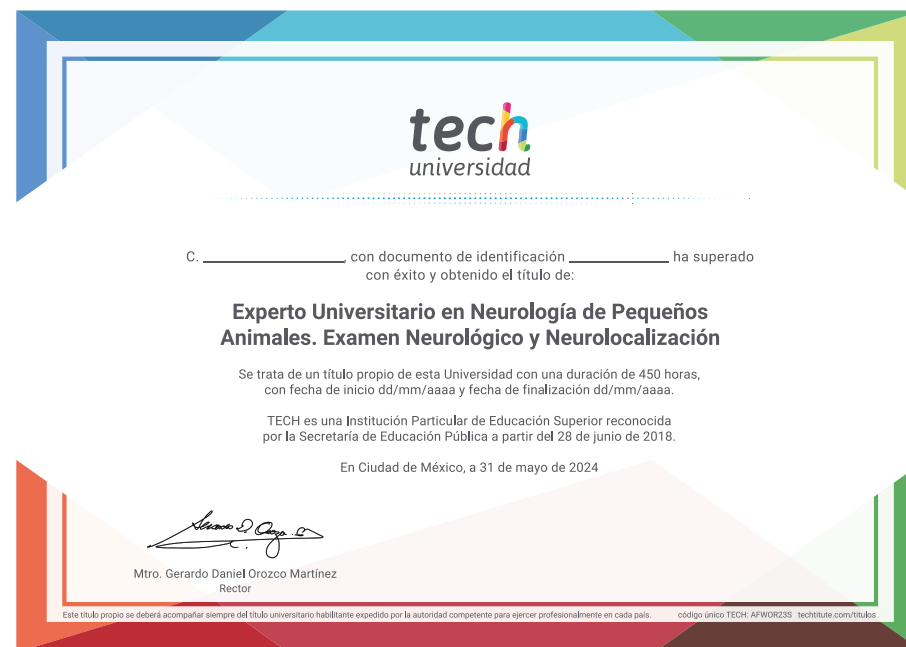 tech
universidad
C. ____________, con documento de identificación ____________ ha superado
con éxito y obtenido el título de:
Experto Universitario en Neurología de Pequeños
Animales. Examen Neurológico y Neurolocalización
Se trata de un título propio de esta Universidad con una duración de 450 horas,
con fecha de inicio dd/mm/aaaa y fecha de finalización dd/mm/aaaa.
TECH es una Institución Particular de Educación Superior reconocida
por la Secretaría de Educación Pública a partir del 28 de junio de 2018.
En Ciudad de México, a 31 de mayo de 2024
Mtro. Gerardo Daniel Orozco Martínez
Rector
Este título propio se deberá acompañar siempre del título universitario habilitante expedido por la autoridad competente para ejercer profesionalmente en cada país. código único TECH: AFWOR23S techtitute.com/titulos